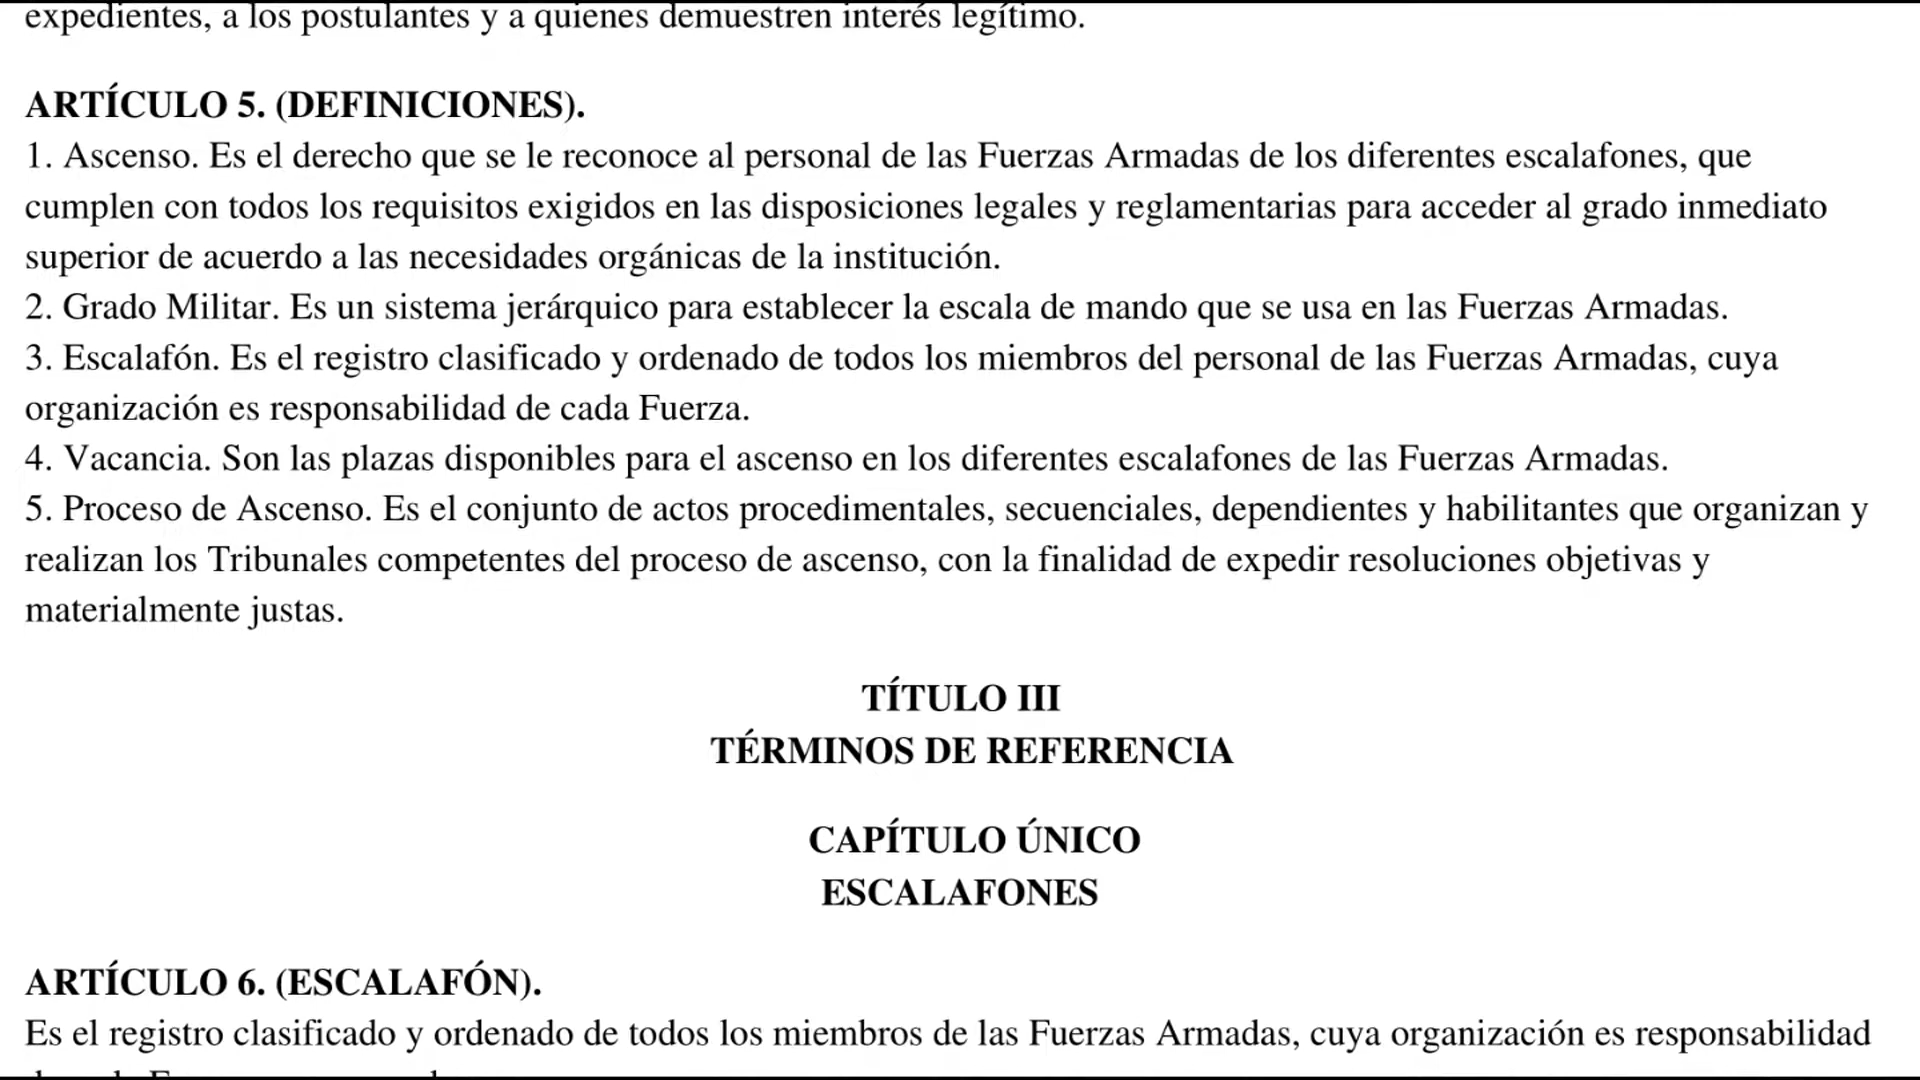 expedientes, a los postulantes y a quienes demuestren interés legítimo.
ARTÍCULO 5. (DEFINICIONES).
1. Ascenso. Es el derecho que se le reconoce al personal de las Fuerzas Armadas de los diferentes escalafones, que
cumplen con todos los requisitos exigidos en las disposiciones legales y reglamentarias para acceder al grado inmediato
superior de acuerdo a las necesidades orgánicas de la institución.
2. Grado Militar. Es un sistema jerárquico para establecer la escala de mando que se usa en las Fuerzas Armadas.
3. Escalafón. Es el registro clasificado y ordenado de todos los miembros del personal de las Fuerzas Armadas, cuya
organización es responsabilidad de cada Fuerza.
4. Vacancia. Son las plazas disponibles para el ascenso en los diferentes escalafones de las Fuerzas Armadas.
5. Proceso de Ascenso. Es el conjunto de actos procedimentales, secuenciales, dependientes y habilitantes que organizan y
realizan los Tribunales competentes del proceso de ascenso, con la finalidad de expedir resoluciones objetivas y
materialmente justas.
TÍTULO III
TÉRMINOS DE REFERENCIA
CAPÍTULO ÚNICO
ESCALAFONES
ARTÍCULO 6. (ESCALAFÓN).
Es el registro clasificado y ordenado de todos los miembros de las Fuerzas Armadas, cuya organización es responsabilidad